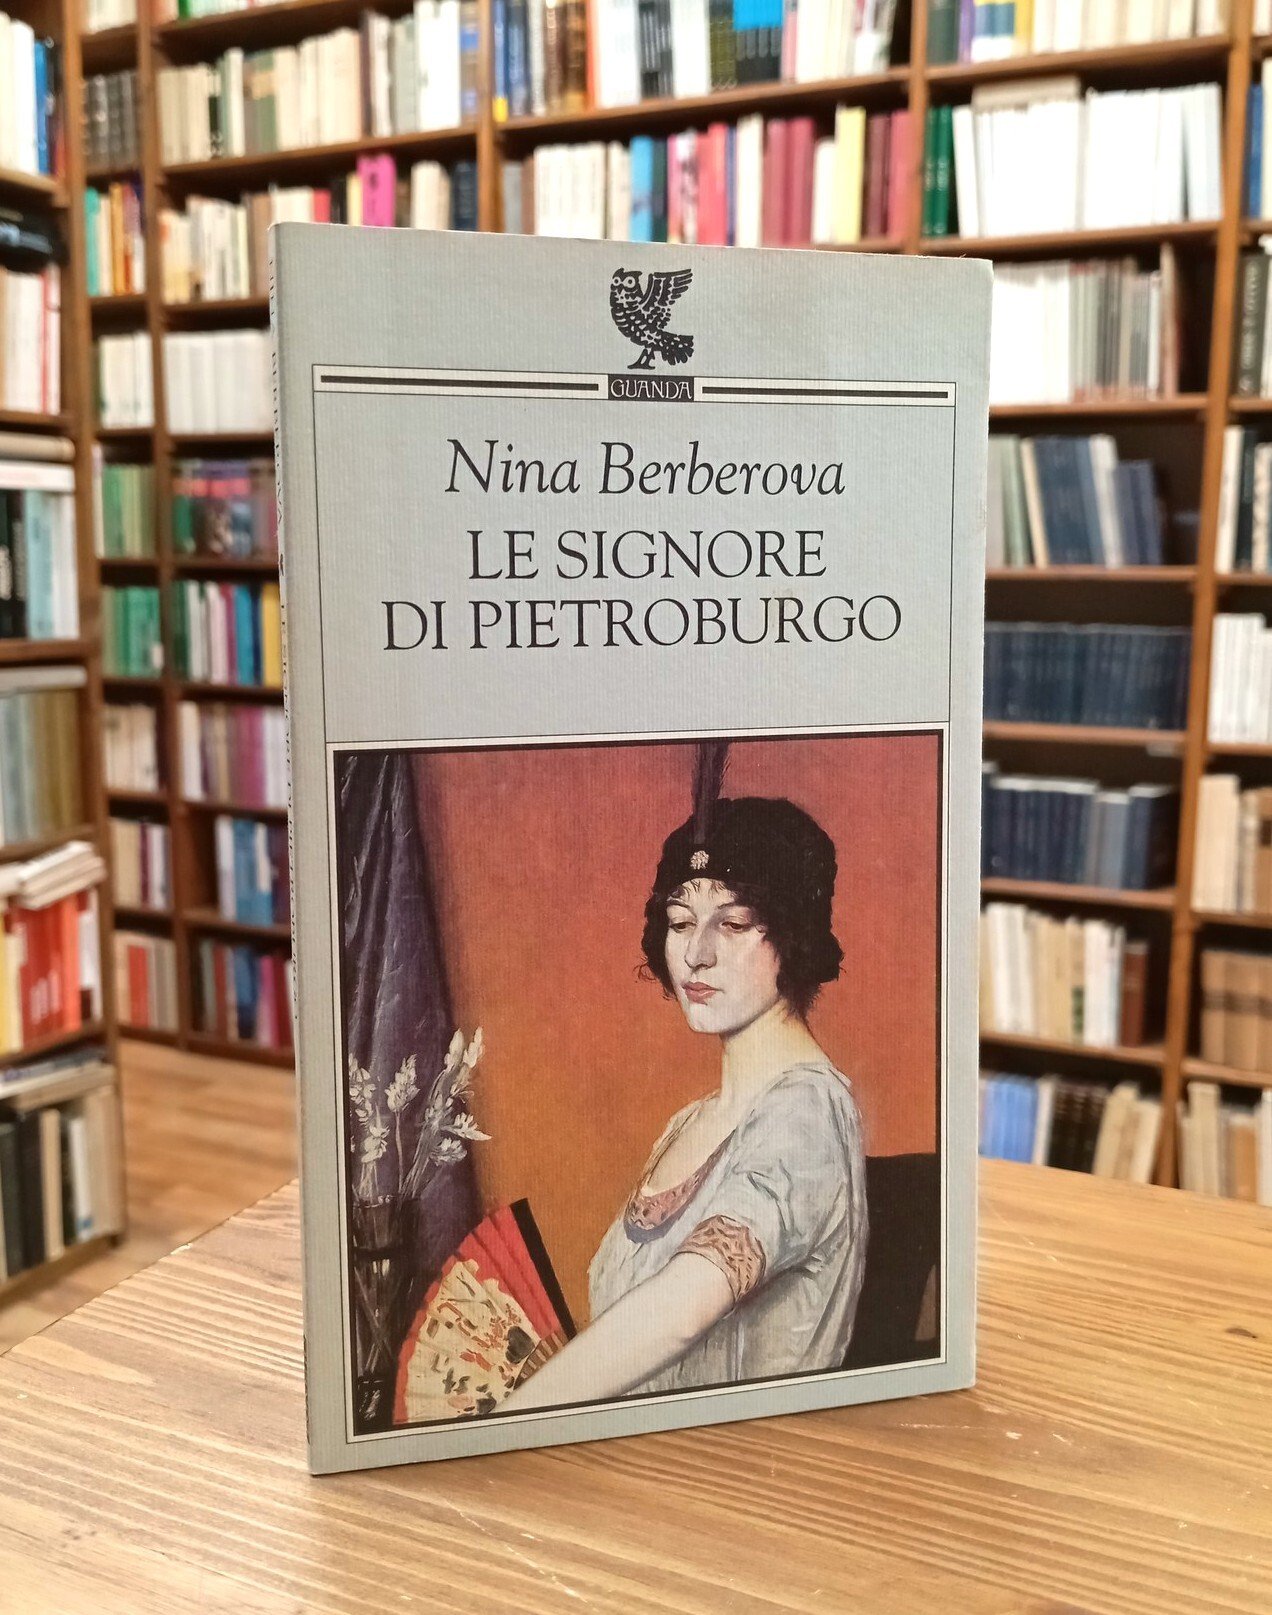 GUANDA
Nina Berberova
LE SIGNORE
DI PIETROBURGO